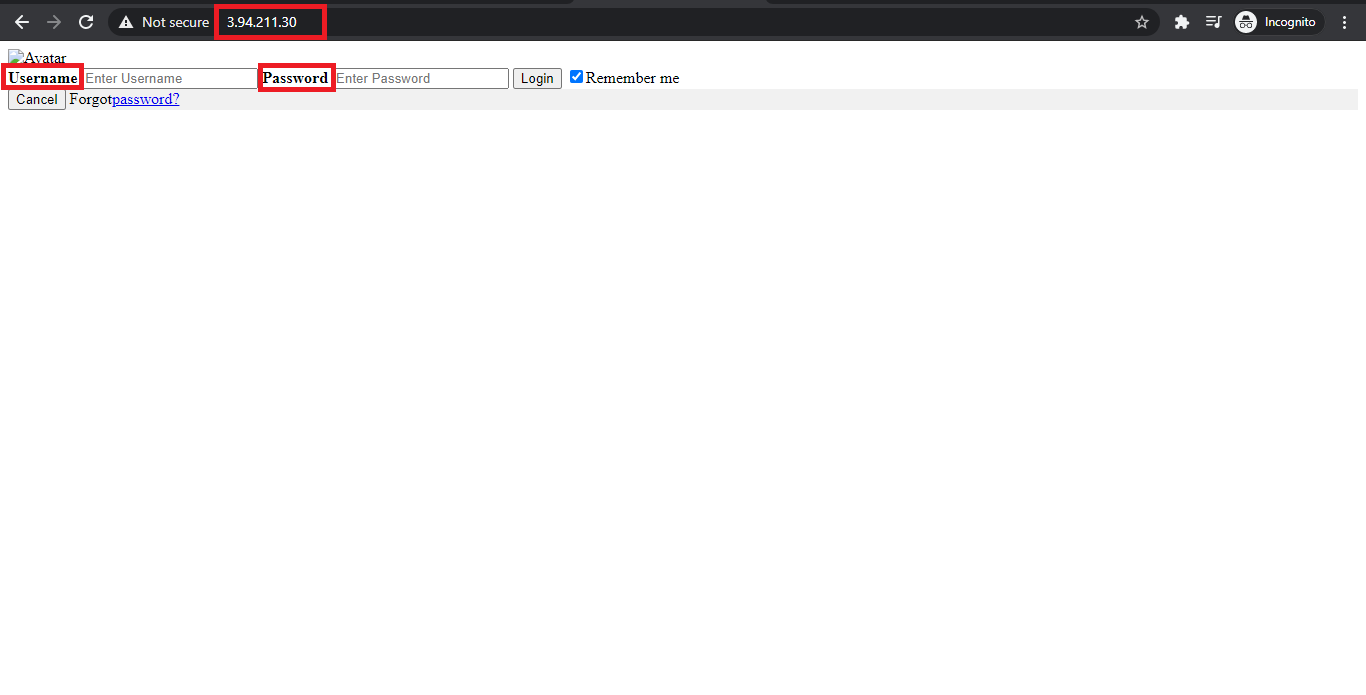 Not secure 3.94.211.30 Incognito
Avatar
Username Enter Username Password Enter Password Login Remember me
Cancel Forgotpassword?